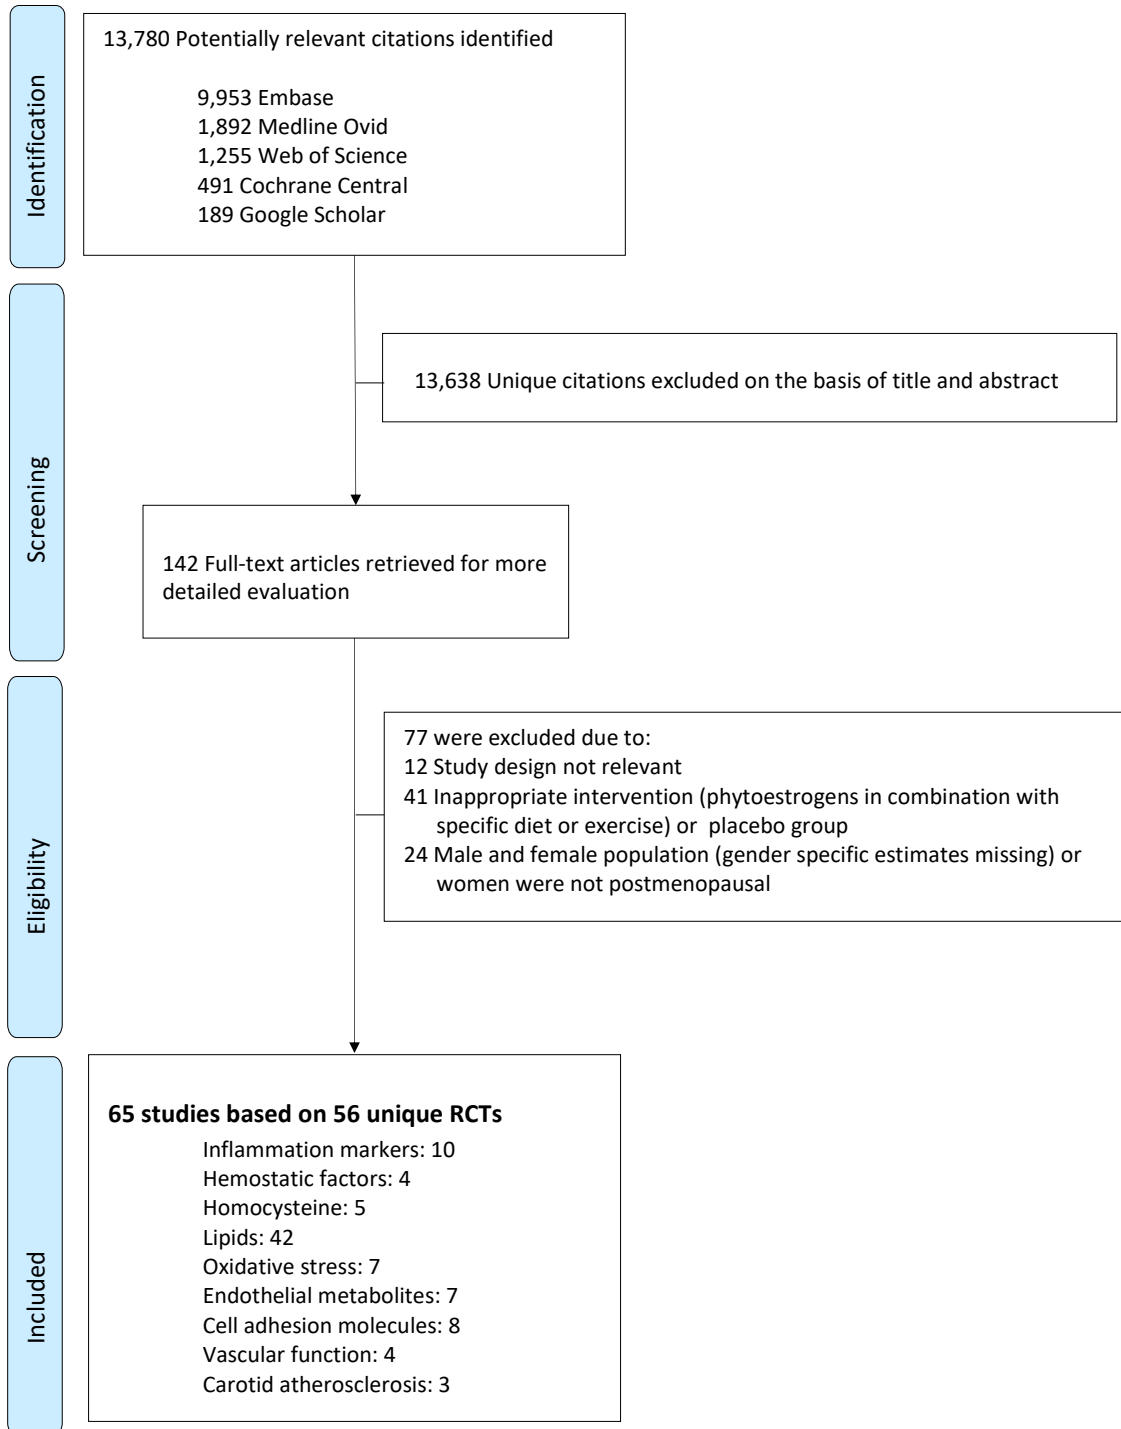 Identification
13,780 Potentially relevant citations identified
9,953 Embase
1,892 Medline Ovid
1,255 Web of Science
491 Cochrane Central
189 Google Scholar
Screening
13,638 Unique citations excluded on the basis of title and abstract
142 Full-text articles retrieved for more
detailed evaluation
Eligibility
77 were excluded due to:
12 Study design not relevant
41 Inappropriate intervention (phytoestrogens in combination with
specific diet or exercise) or placebo group
24 Male and female population (gender specific estimates missing) or
women were not postmenopausal
Included
65 studies based on 56 unique RCTs
Inflammation markers: 10
Hemostatic factors: 4
Homocysteine: 5
Lipids: 42
Oxidative stress: 7
Endothelial metabolites: 7
Cell adhesion molecules: 8
Vascular function: 4
Carotid atherosclerosis: 3